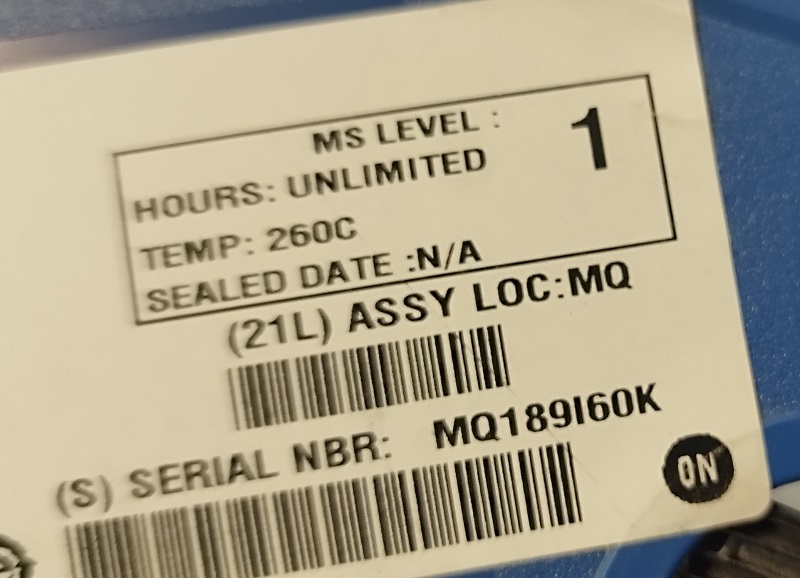 MS LEVEL : 1
HOURS: UNLIMITED
TEMP: 260C
SEALED DATE :N/A
(21L) ASSY LOC:MQ
(S) SERIAL NBR: MQ189I60K
ON